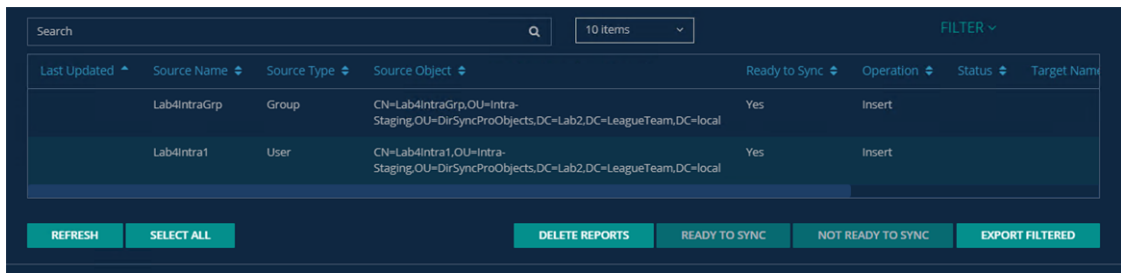 Search 10 items FILTER
Last Updated Source Name Source Type Source Object Ready to Sync Operation Status Target Name
Lab4IntraGrp Group CN=Lab4IntraGrp,OU=Intra- Yes Insert
Staging,OU=DirSyncProObjects,DC=Lab2,DC=LeagueTeam,DC=local
Lab4Intra1 User CN=Lab4Intra1,OU=Intra- Yes Insert
Staging,OU=DirSyncProObjects,DC=Lab2,DC=LeagueTeam,DC=local
REFRESH SELECT ALL DELETE REPORTS READY TO SYNC NOT READY TO SYNC EXPORT FILTERED